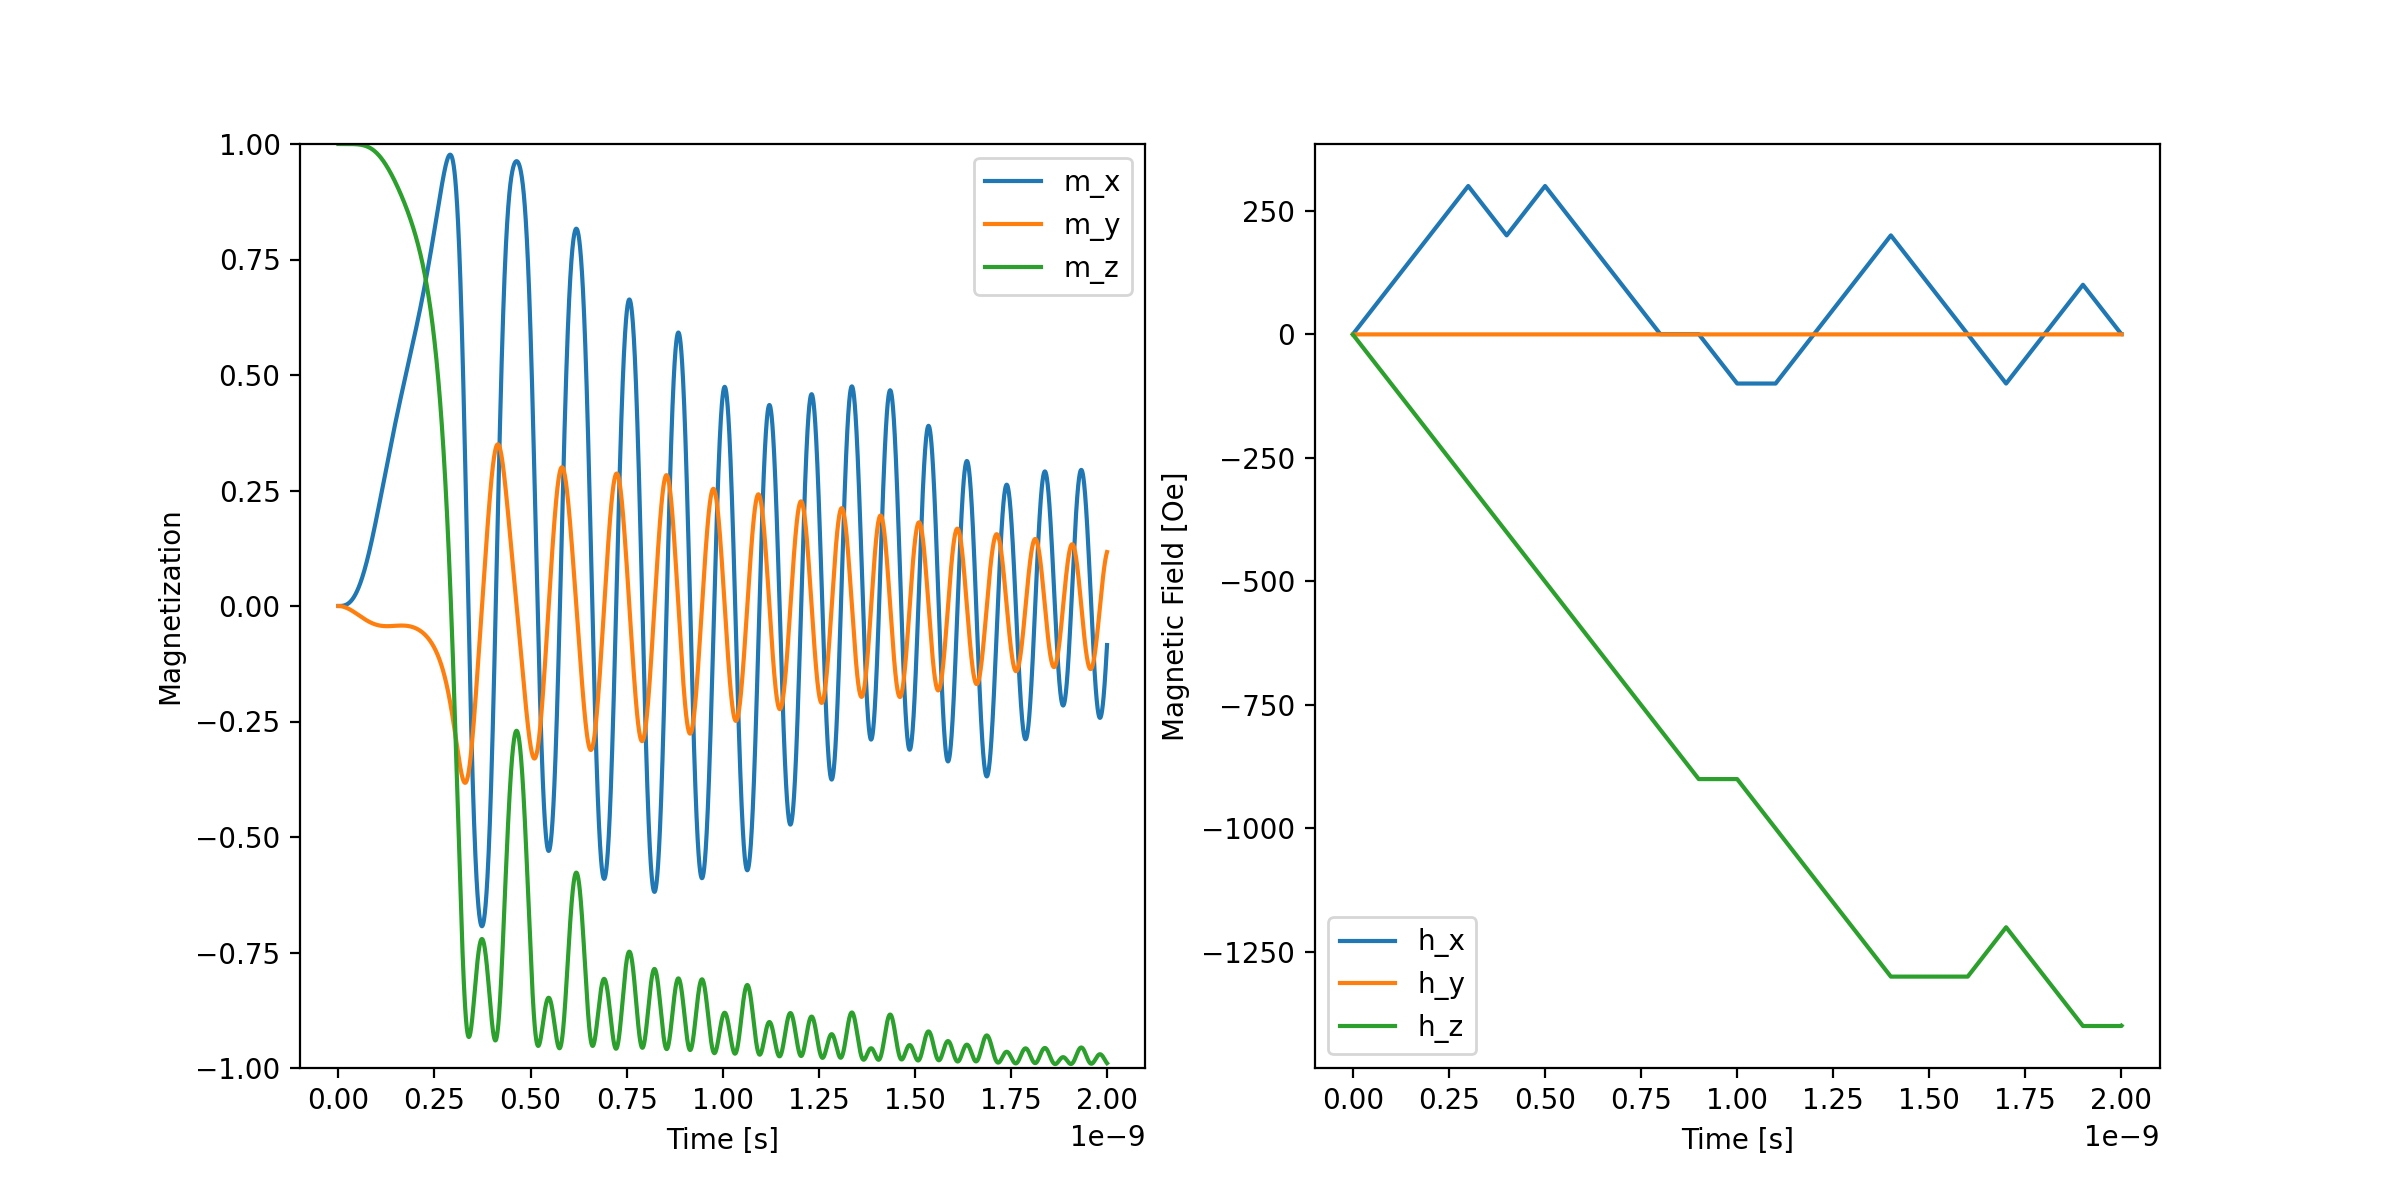 Magnetization
1.00
0.75
0.50
0.25
0.00
−0.25
−0.50
−0.75
−1.00
m_x
m_y
m_z
0.00 0.25 0.50 0.75 1.00 1.25 1.50 1.75 2.00
Time [s]
1e−9
Magnetic Field [Oe]
250
0
−250
−500
−750
−1000
−1250
h_x
h_y
h_z
0.00 0.25 0.50 0.75 1.00 1.25 1.50 1.75 2.00
Time [s]
1e−9